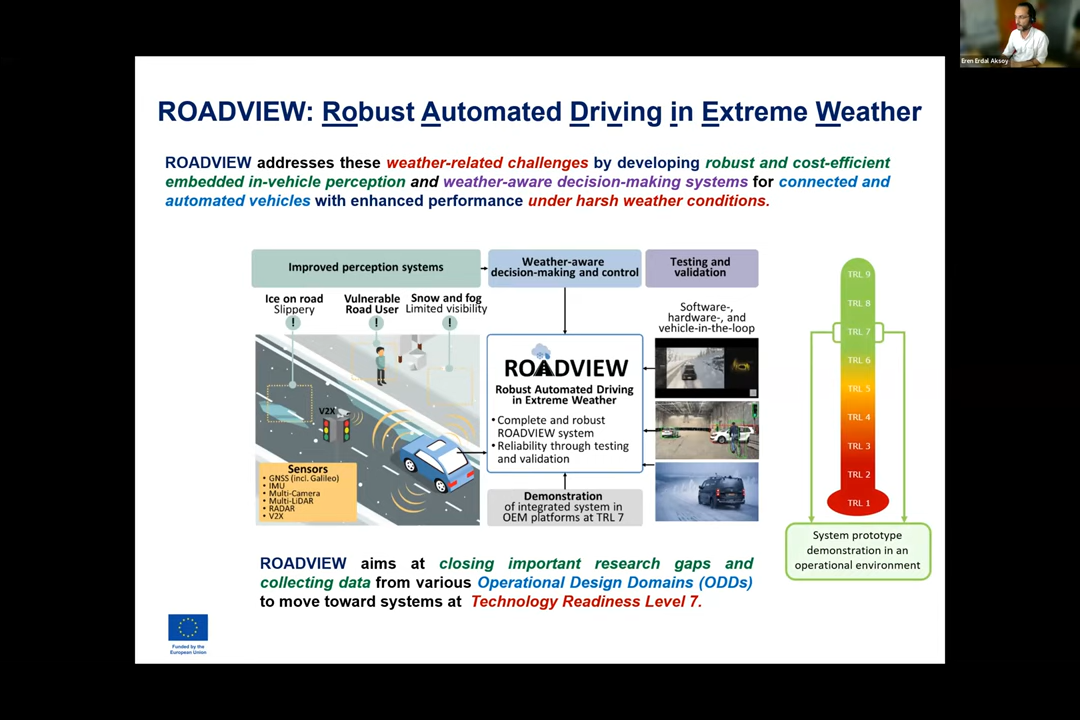 Eren Erdal Aksoy
ROADVIEW: Robust Automated Driving in Extreme Weather
ROADVIEW addresses these weather-related challenges by developing robust and cost-efficient
embedded in-vehicle perception and weather-aware decision-making systems for connected and
automated vehicles with enhanced performance under harsh weather conditions.
Improved perception systems
Weather-aware
decision-making and control
Testing and
validation
Ice on road
Slippery
!
Vulnerable
Road User
!
Snow and fog
Limited visibility
!
V2X
Sensors
• GNSS (incl. Galileo)
• IMU
• Multi-Camera
• Multi-LiDAR
• RADAR
• V2X
ROADVIEW
Robust Automated Driving
in Extreme Weather
• Complete and robust
ROADVIEW system
• Reliability through testing
and validation
Demonstration
of integrated system in
OEM platforms at TRL 7
Software-,
hardware-, and
vehicle-in-the-loop
TRL 9
TRL 8
TRL 7
TRL 6
TRL 5
TRL 4
TRL 3
TRL 2
TRL 1
System prototype
demonstration in an
operational environment
ROADVIEW aims at closing important research gaps and
collecting data from various Operational Design Domains (ODDs)
to move toward systems at Technology Readiness Level 7.
Funded by the
European Union